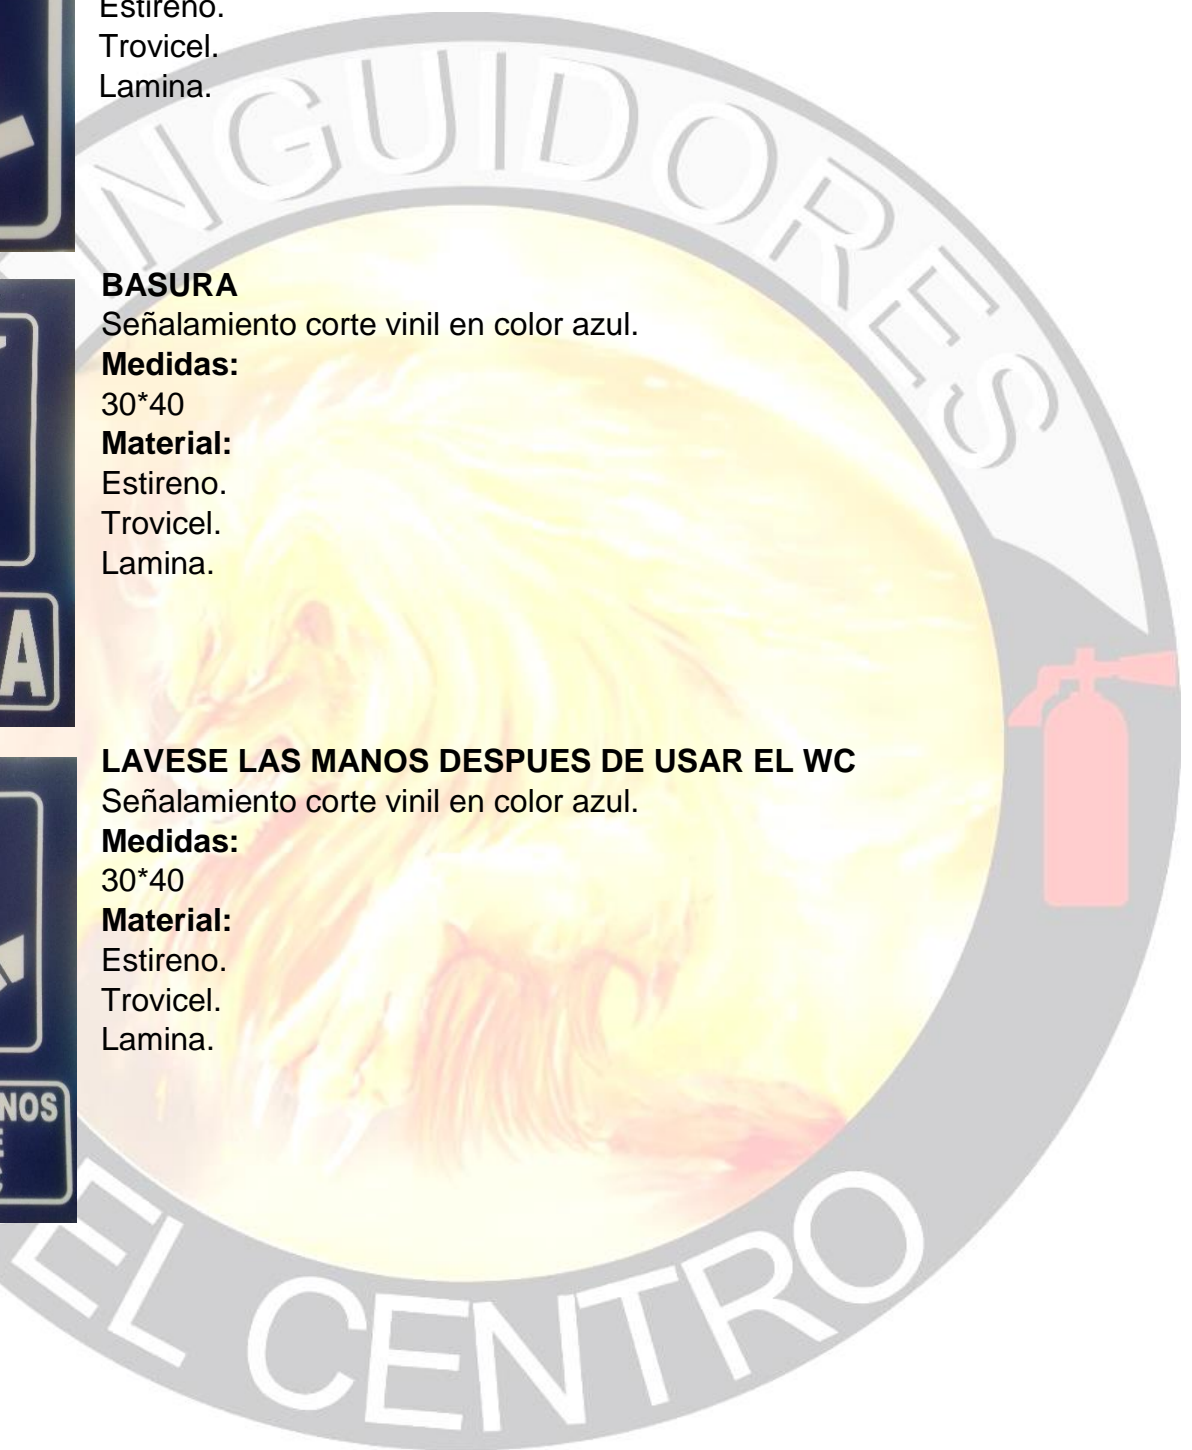 Estireno.
Trovicel.
Lamina.
BASURA
Señalamiento corte vinil en color azul.
Medidas:
30*40
Material:
Estireno.
Trovicel.
Lamina.
A
LAVESE LAS MANOS DESPUES DE USAR EL WC
Señalamiento corte vinil en color azul.
Medidas:
30*40
Material:
Estireno.
Trovicel.
Lamina.
NOS
E
NGUIDORES
EL CENTRO